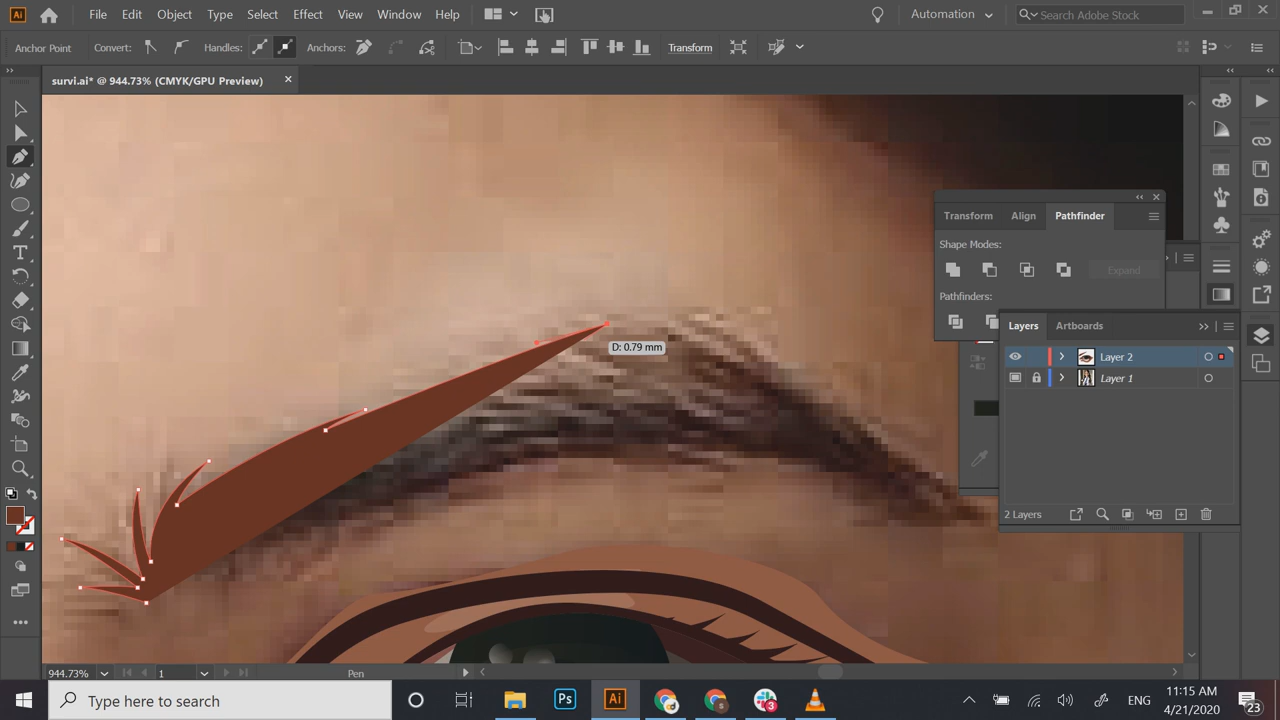 Ai File Edit Object Type Select Effect View Window Help Automation Search Adobe Stock
Anchor Point Convert: Handles: Anchors: Transform
survi.ai* @ 944.73% (CMYK/GPU Preview)
Transform Align Pathfinder
Shape Modes:
Expand
Pathfinders:
Layers Artboards
D: 0.79 mm
Layer 2
Layer 1
2 Layers
944.73% 1 Pen
Type here to search Ps Ai 3 ENG 11:15 AM
4/21/2020 23